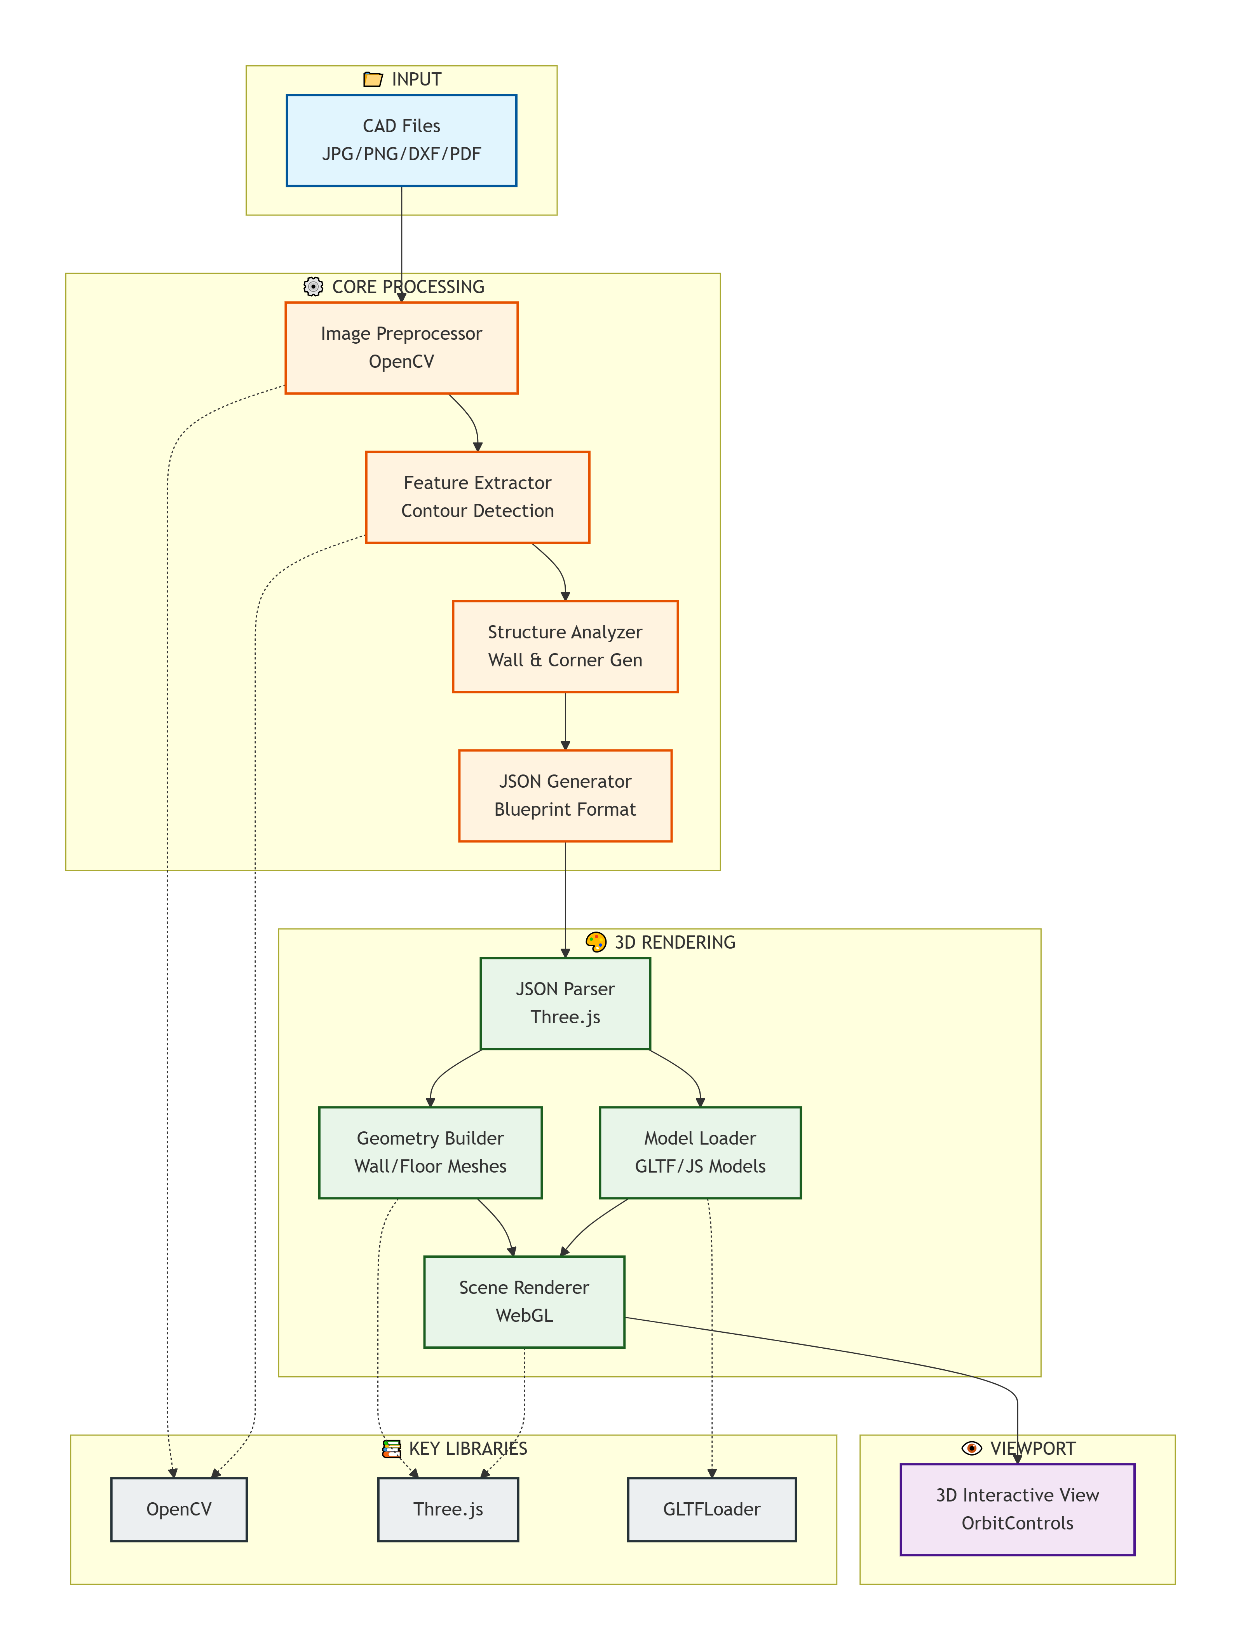 INPUT
CAD Files
JPG/PNG/DXF/PDF
CORE PROCESSING
Image Preprocessor
OpenCV
Feature Extractor
Contour Detection
Structure Analyzer
Wall & Corner Gen
JSON Generator
Blueprint Format
3D RENDERING
JSON Parser
Three.js
Geometry Builder
Wall/Floor Meshes
Model Loader
GLTF/JS Models
Scene Renderer
WebGL
KEY LIBRARIES
OpenCV
Three.js
GLTFLoader
VIEWPORT
3D Interactive View
OrbitControls